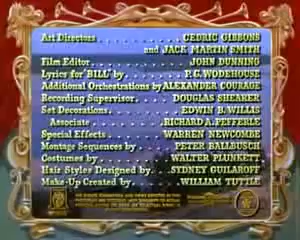 Art Directors . . . . . . . . . CEDRIC GIBBONS
and JACK MARTIN SMITH
Film Editor . . . . . . . . . . JOHN DUNNING
Lyrics for "BILL" by . . . . . P. G. WODEHOUSE
Additional Orchestrations by ALEXANDER COURAGE
Recording Supervisor . . . . DOUGLAS SHEARER
Set Decorations . . . . . . . . EDWIN B. WILLIS
Associate . . . . . . . . RICHARD A. PEFFERLE
Special Effects . . . . . . WARREN NEWCOMBE
Montage Sequences by . . . PETER BALLBUSCH
Costumes by . . . . . . . . WALTER PLUNKETT
Hair Styles Designed by . . . SYDNEY GUILAROFF
Make-Up Created by . . . . . WILLIAM TUTTLE